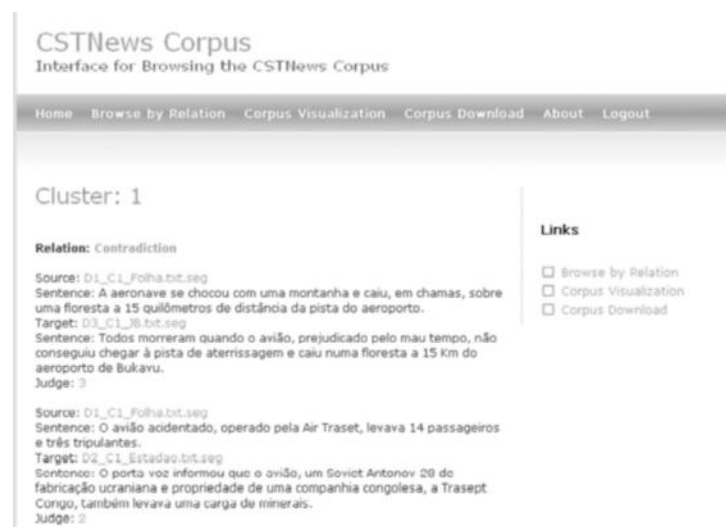 CSTNews Corpus
Interface for Browsing the CSTNews Corpus
Home Browse by Relation Corpus Visualization Corpus Download About Logout
Cluster: 1
Relation: Contradiction
Source: D1_C1_Folha.txt.seg
Sentence: A aeronave se chocou com uma montanha e caiu, em chamas, sobre
uma floresta a 15 quilômetros de distância da pista do aeroporto.
Target: D3_C1_JB.txt.seg
Sentence: Todos morreram quando o avião, prejudicado pelo mau tempo, não
conseguiu chegar à pista de aterrissagem e caiu numa floresta a 15 Km do
aeroporto de Bukavu.
Judge: 3
Source: D1_C1_Folha.txt.seg
Sentence: O avião acidentado, operado pela Air Traset, levava 14 passageiros
e três tripulantes.
Target: D2_C1_Estadao.txt.seg
Sentence: O porta voz informou que o avião, um Soviet Antonov 28 de
fabricação ucraniana e propriedade de uma companhia congolesa, a Trasept
Congo, também levava uma carga de minerais.
Judge: 2
Links
Browse by Relation
Corpus Visualization
Corpus Download